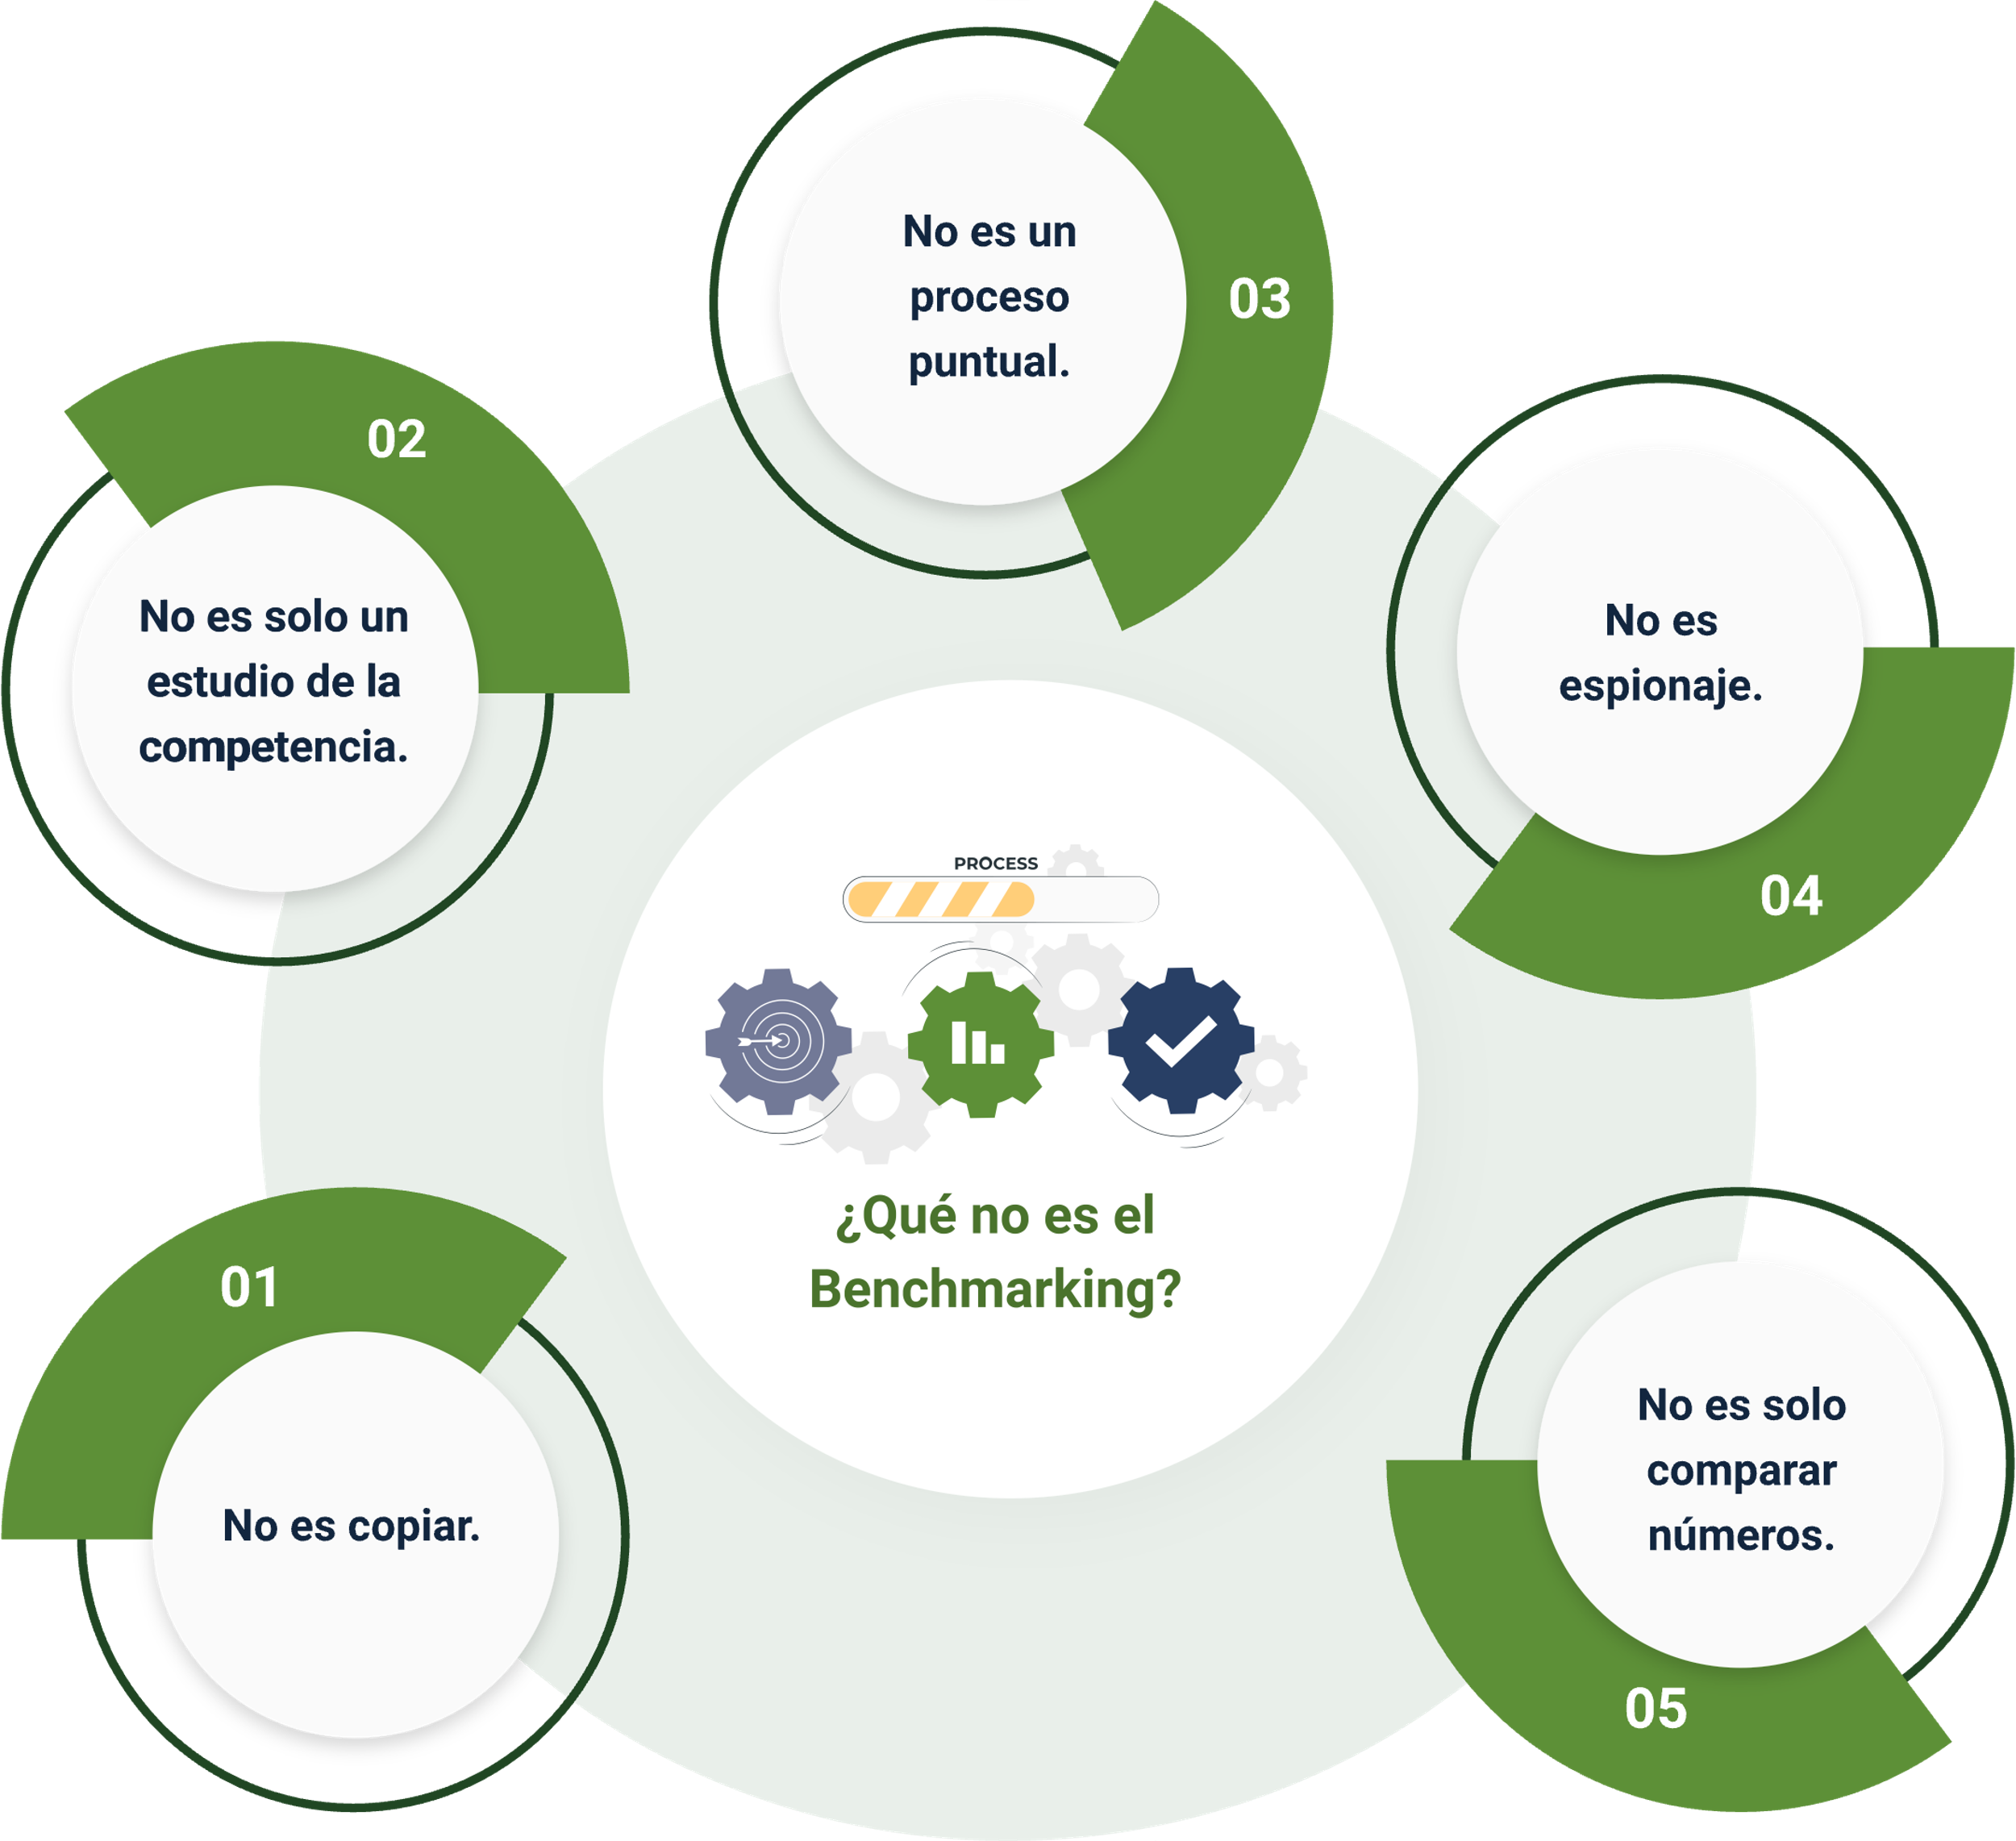 03
No es un
proceso
puntual.
02
No es solo un
estudio de la
competencia.
No es
espionaje.
04
PROCESS
¿Qué no es el
Benchmarking?
01
No es copiar.
No es solo
comparar
números.
05